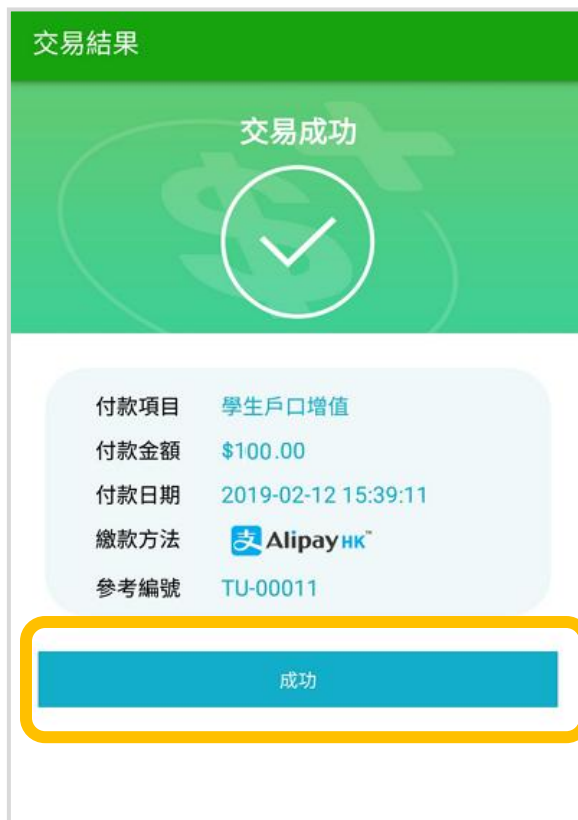 交易結果
交易成功
付款項目 學生戶口增值
付款金額 $100.00
付款日期 2019-02-12 15:39:11
繳款方法 支 Alipay HK™
參考編號 TU-00011
成功